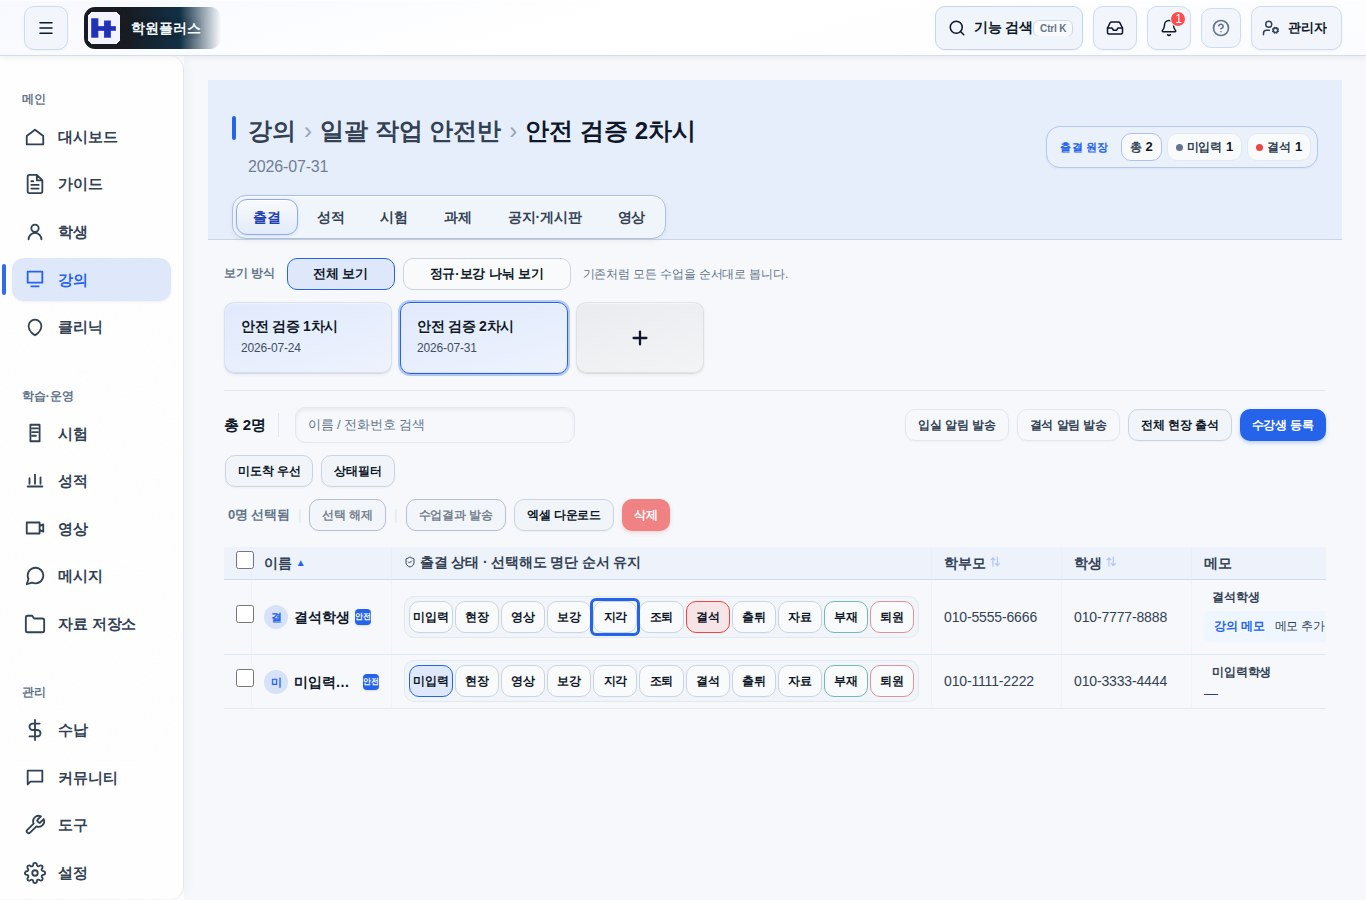 학원플러스
기능 검색 Ctrl K
1
관리자
메인
대시보드
가이드
학생
강의
클리닉
학습·운영
시험
성적
영상
메시지
자료 저장소
관리
수납
커뮤니티
도구
설정
강의 › 일괄 작업 안전반 › 안전 검증 2차시
2026-07-31
출결 원장 총 2 미입력 1 결석 1
출결 성적 시험 과제 공지·게시판 영상
보기 방식 전체 보기 정규·보강 나눠 보기 기존처럼 모든 수업을 순서대로 봅니다.
안전 검증 1차시
2026-07-24
안전 검증 2차시
2026-07-31
+
총 2명 이름 / 전화번호 검색 입실 알림 발송 결석 알림 발송 전체 현장 출석 수강생 등록
미도착 우선 상태필터
0명 선택됨 선택 해제 수업결과 발송 엑셀 다운로드 삭제
이름 ▲ 출결 상태 · 선택해도 명단 순서 유지 학부모 ⇅ 학생 ⇅ 메모
결 결석학생 안전 미입력 현장 영상 보강 지각 조퇴 결석 출튀 자료 부재 퇴원 010-5555-6666 010-7777-8888
결석학생
강의 메모 메모 추가
미 미입력… 안전 미입력 현장 영상 보강 지각 조퇴 결석 출튀 자료 부재 퇴원 010-1111-2222 010-3333-4444
미입력학생
—